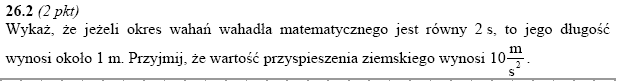 26.2 (2 pkt)
Wykaż, że jeżeli okres wahań wahadła matematycznego jest równy 2 s, to jego długość
wynosi około 1 m. Przyjmij, że wartość przyspieszenia ziemskiego wynosi 10 m/s².